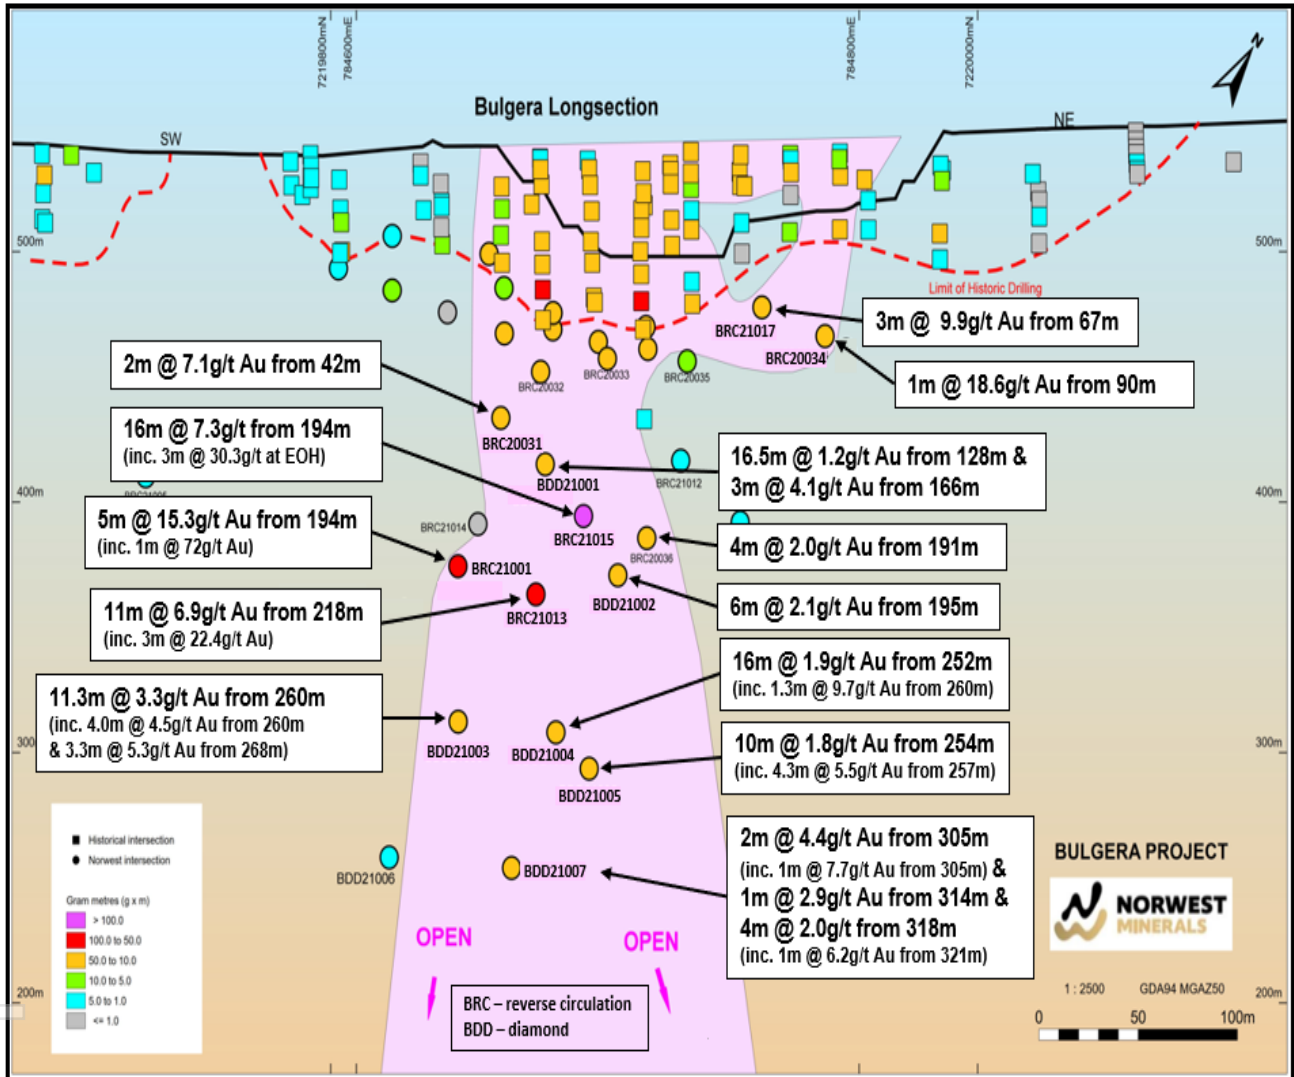 7219800mN
784600mE
784800mE
7220000mN
N
Bulgera Longsection
SW
NE
500m
500m
Limit of Historic Drilling
BRC21017
3m @ 9.9g/t Au from 67m
BRC20034
1m @ 18.6g/t Au from 90m
2m @ 7.1g/t Au from 42m
BRC20032
BRC20033
BRC20035
16m @ 7.3g/t from 194m
(inc. 3m @ 30.3g/t at EOH)
BRC20031
16.5m @ 1.2g/t Au from 128m &
3m @ 4.1g/t Au from 166m
BDD21001
BRC21012
400m
400m
5m @ 15.3g/t Au from 194m
(inc. 1m @ 72g/t Au)
BRC21014
BRC21015
4m @ 2.0g/t Au from 191m
BRC20036
BRC21001
BDD21002
6m @ 2.1g/t Au from 195m
11m @ 6.9g/t Au from 218m
(inc. 3m @ 22.4g/t Au)
BRC21013
16m @ 1.9g/t Au from 252m
(inc. 1.3m @ 9.7g/t Au from 260m)
11.3m @ 3.3g/t Au from 260m
(inc. 4.0m @ 4.5g/t Au from 260m
& 3.3m @ 5.3g/t Au from 268m)
BDD21003
BDD21004
300
300m
10m @ 1.8g/t Au from 254m
(inc. 4.3m @ 5.5g/t Au from 257m)
BDD21005
2m @ 4.4g/t Au from 305m
(inc. 1m @ 7.7g/t Au from 305m) &
1m @ 2.9g/t Au from 314m &
4m @ 2.0g/t from 318m
(inc. 1m @ 6.2g/t Au from 321m)
BDD21006
BDD21007
OPEN
OPEN
Historical intersection
Norwest intersection
Gram metres (g x m)
> 100.0
100.0 to 50.0
50.0 to 10.0
10.0 to 5.0
5.0 to 1.0
<= 1.0
BRC – reverse circulation
BDD – diamond
200m
200m
BULGERA PROJECT
NORWEST
MINERALS
1 : 2500 GDA94 MGAZ50
0 50 100m